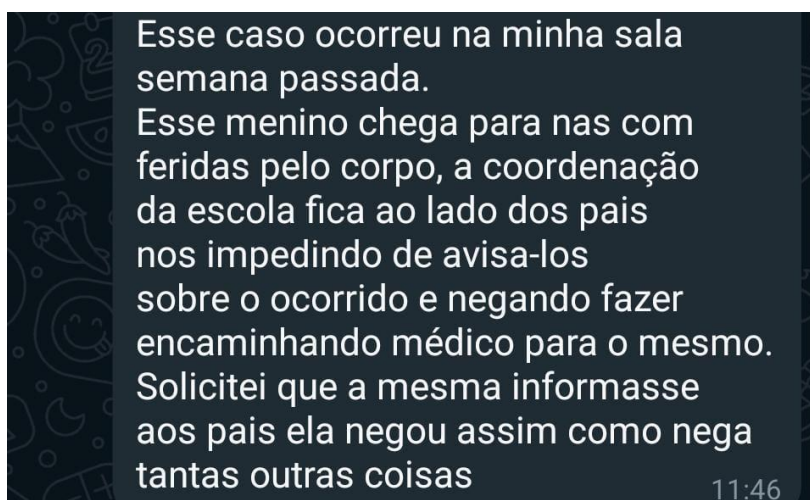 Esse caso ocorreu na minha sala
semana passada.
Esse menino chega para nas com
feridas pelo corpo, a coordenação
da escola fica ao lado dos pais
nos impedindo de avisa-los
sobre o ocorrido e negando fazer
encaminhando médico para o mesmo.
Solicitei que a mesma informasse
aos pais ela negou assim como nega
tantas outras coisas
11:46